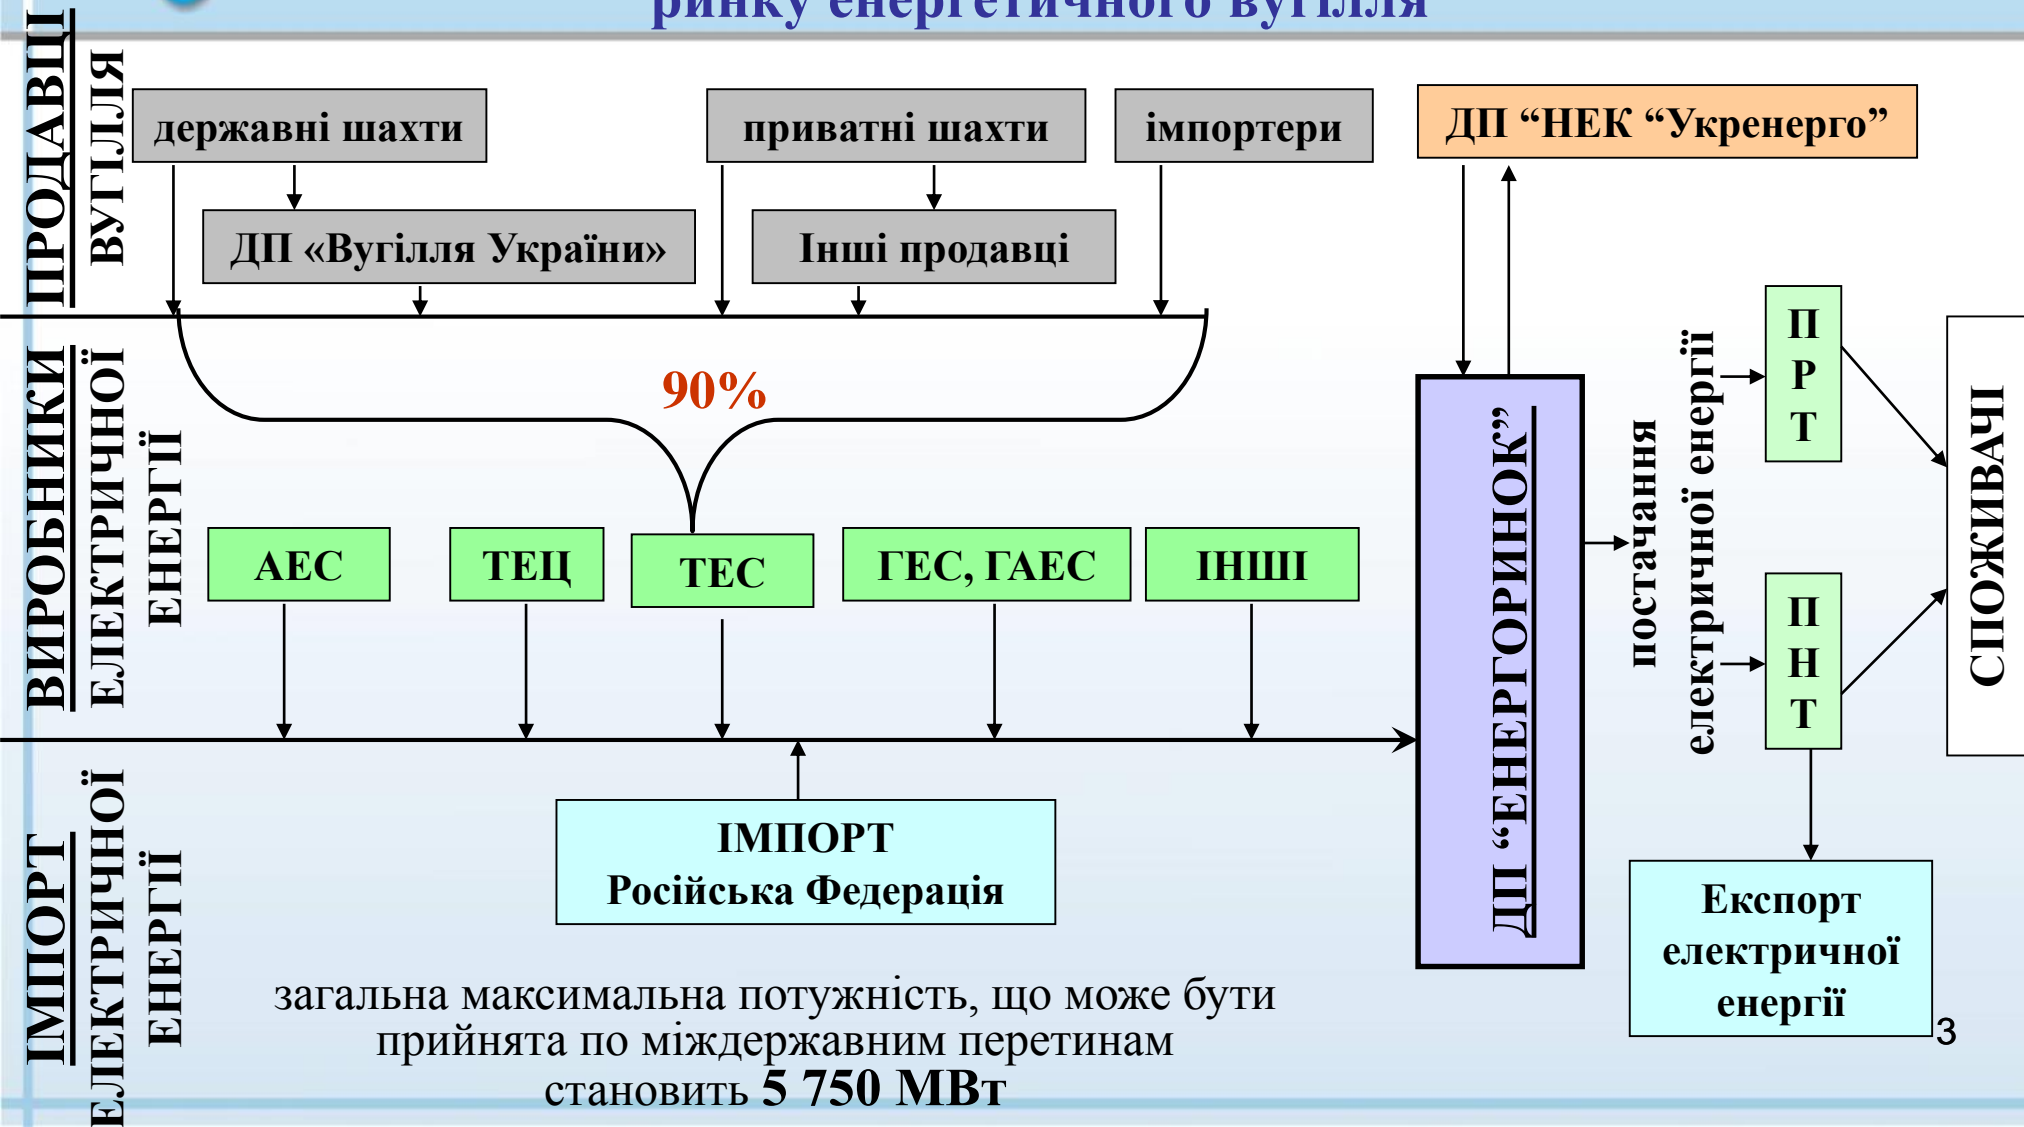 ринку енергетичного вугілля
ПРОДАВЦІ
ВУГІЛЛЯ
державні шахти
приватні шахти
імпортери
ДП “НЕК “Укренерго”
ДП «Вугілля України»
Інші продавці
ВИРОБНИКИ
ЕЛЕКТРИЧНОЇ
ЕНЕРГІЇ
90%
АЕС
ТЕЦ
ТЕС
ГЕС, ГАЕС
ІНШІ
ДП “ЕНЕРГОРИНОК”
постачання
електричної енергії
П
Р
Т
П
Н
Т
СПОЖИВАЧІ
ІМПОРТ
ЕЛЕКТРИЧНОЇ
ЕНЕРГІЇ
ІМПОРТ
Російська Федерація
Експорт
електричної
енергії
загальна максимальна потужність, що може бути
прийнята по міждержавним перетинам
становить 5 750 МВт
3